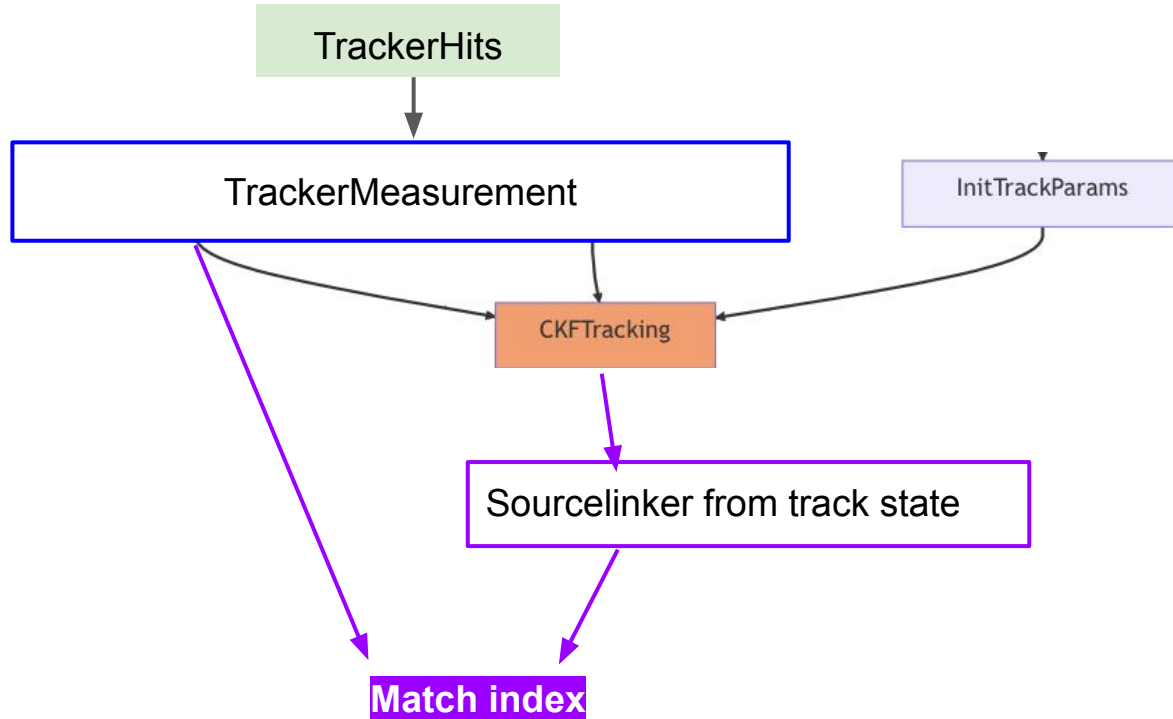 TrackerHits
TrackerMeasurement
InitTrackParams
CKFTracking
Sourcelinker from track state
Match index